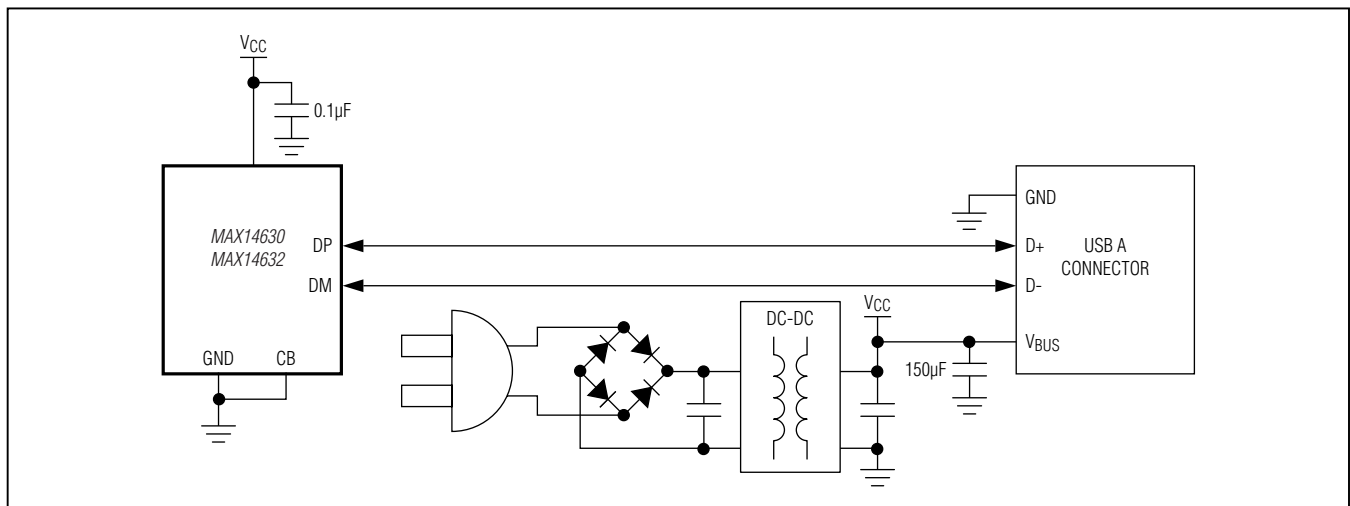 VCC
0.1µF
MAX14630
MAX14632
DP
DM
GND
CB
GND
D+
D-
VBUS
USB A
CONNECTOR
DC-DC
VCC
150µF